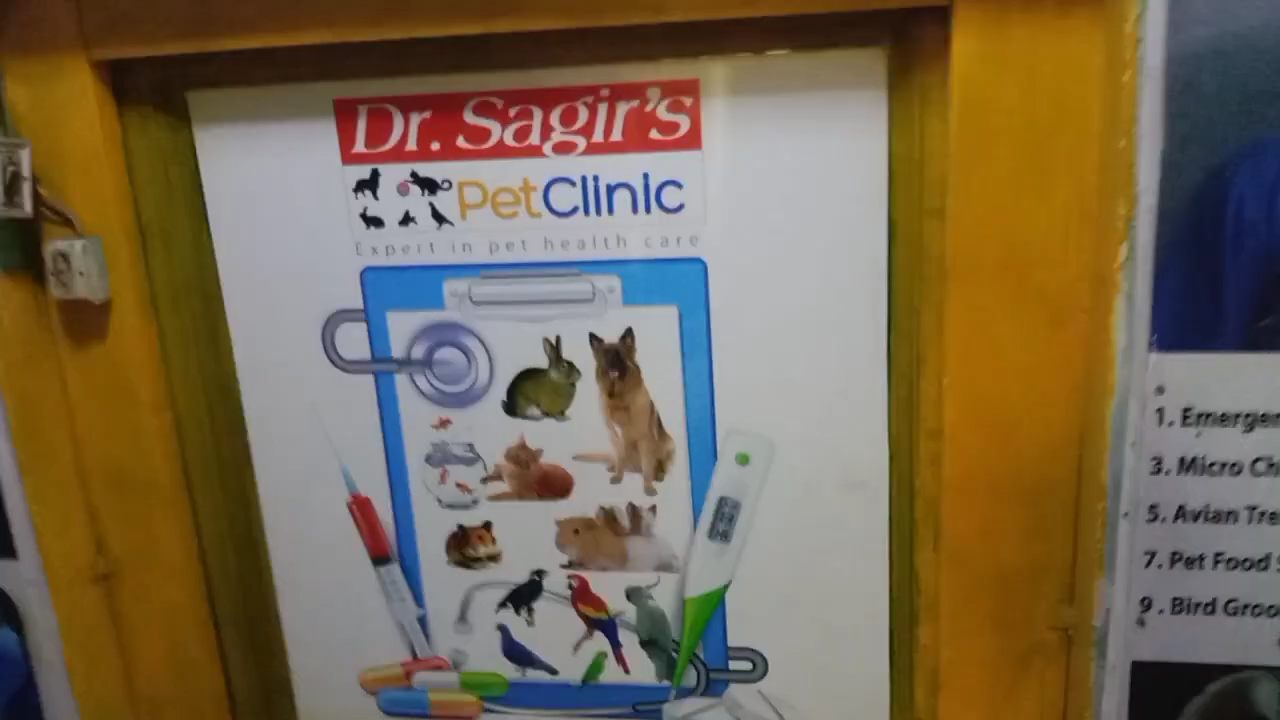 Dr. Sagir's
PetClinic
Expert in pet health care
1. Emergen
3. Micro Ch
5. Avian Tre
7. Pet Food
9. Bird Groo